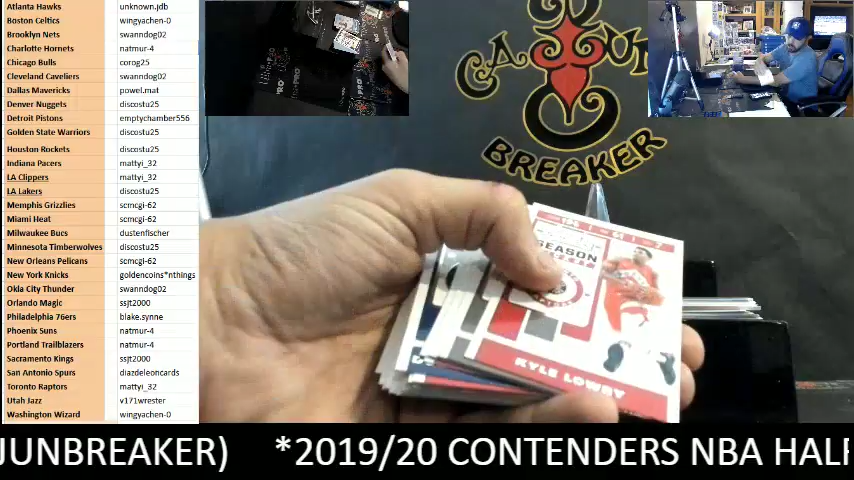 Atlanta Hawks unknown.jdb
Boston Celtics wingyachen-0
Brooklyn Nets swanndog02
Charlotte Hornets natmur-4
Chicago Bulls corog25
Cleveland Cavaliers swanndog02
Dallas Mavericks powel.mat
Denver Nuggets discostu25
Detroit Pistons emptychamber556
Golden State Warriors discostu25
Houston Rockets discostu25
Indiana Pacers mattyi_32
LA Clippers mattyi_32
LA Lakers discostu25
Memphis Grizzlies scmcgi-62
Miami Heat scmcgi-62
Milwaukee Bucs dustenfischer
Minnesota Timberwolves discostu25
New Orleans Pelicans scmcgi-62
New York Knicks goldencoins*nthings
Okla City Thunder swanndog02
Orlando Magic ssjt2000
Philadelphia 76ers blake.synne
Phoenix Suns natmur-4
Portland Trailblazers natmur-4
Sacramento Kings ssjt2000
San Antonio Spurs diazdeleoncards
Toronto Raptors mattyi_32
Utah Jazz v171wrester
Washington Wizard wingyachen-0
BREAKER
SEASON
KYLE LOWRY
JUNBREAKER) *2019/20 CONTENDERS NBA HALF